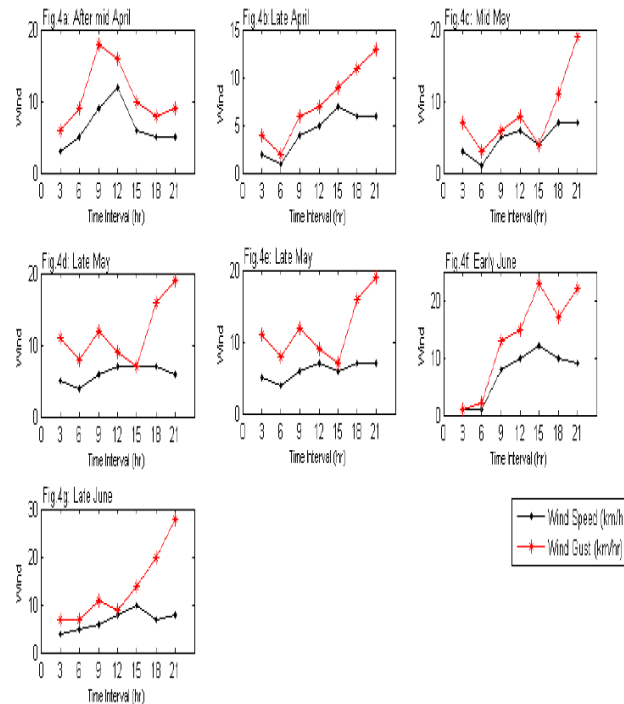 Fig.4a: After mid April
20
10
0
Wind
0 3 6 9 12 15 18 21
Time Interval (hr)
Fig.4b: Late April
15
10
5
0
Wind
0 3 6 9 12 15 18 21
Time Interval (hr)
Fig.4c: Mid May
20
10
0
Wind
0 3 6 9 12 15 18 21
Time Interval (hr)
Fig.4d: Late May
20
10
0
Wind
0 3 6 9 12 15 18 21
Time Interval (hr)
Fig.4e: Late May
20
10
0
Wind
0 3 6 9 12 15 18 21
Time Interval (hr)
Fig.4f: Early June
20
10
0
Wind
0 3 6 9 12 15 18 21
Time Interval (hr)
Fig.4g: Late June
30
20
10
0
Wind
0 3 6 9 12 15 18 21
Time Interval (hr)
Wind Speed (km/h
Wind Gust (km/hr)